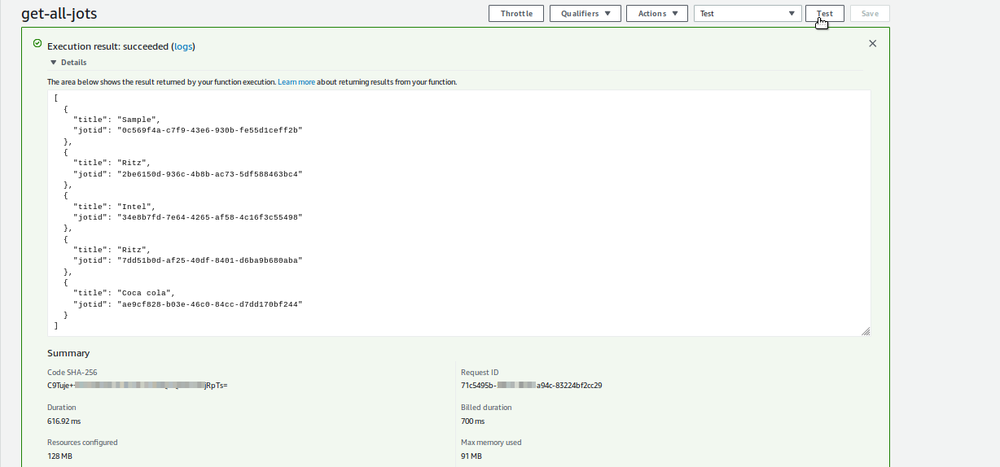 get-all-jots
Throttle
Qualifiers
Actions
Test
Test
Save
Execution result: succeeded (logs)
Details
The area below shows the result returned by your function execution. Learn more about returning results from your function.
[
{
"title": "Sample",
"jotid": "0c569f4a-c7f9-43e6-930b-fe55d1ceff2b"
},
{
"title": "Ritz",
"jotid": "2be6150d-936c-4b8b-ac73-5df588463bc4"
},
{
"title": "Intel",
"jotid": "34e8b7fd-7e64-4265-af58-4c16f3c55498"
},
{
"title": "Ritz",
"jotid": "7dd51b0d-af25-40df-8401-d6ba9b680aba"
},
{
"title": "Coca cola",
"jotid": "ae9cf828-b03e-46c0-84cc-d7dd170bf244"
}
]
Summary
Code SHA-256
Request ID
C9Tuje+ jRpTs=
71c5495b- a94c-83224bf2cc29
Duration
Billed duration
616.92 ms
700 ms
Resources configured
Max memory used
128 MB
91 MB